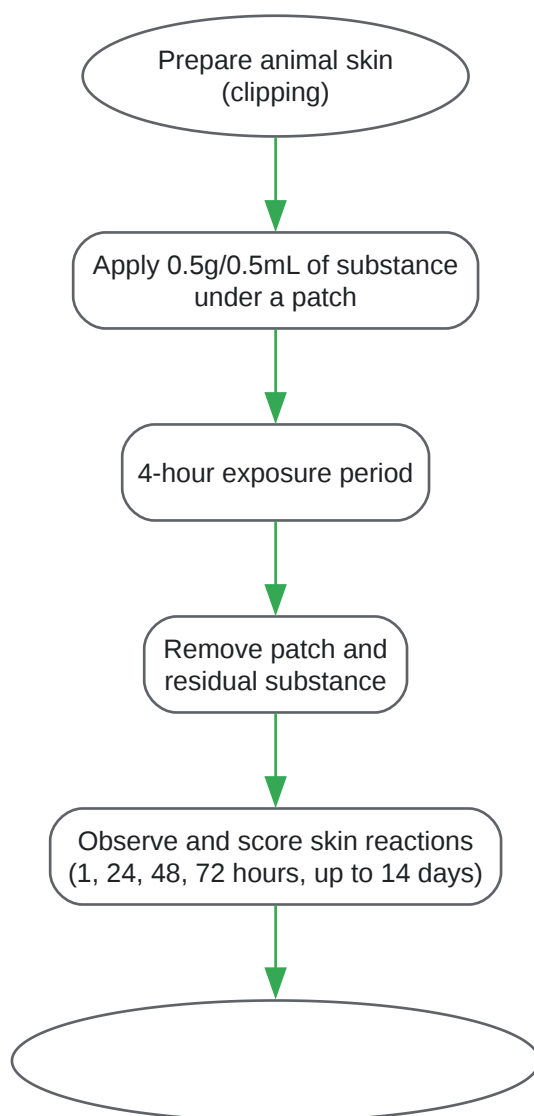 Prepare animal skin
(clipping)
Apply 0.5g/0.5mL of substance
under a patch
4-hour exposure period
Remove patch and
residual substance
Observe and score skin reactions
(1, 24, 48, 72 hours, up to 14 days)